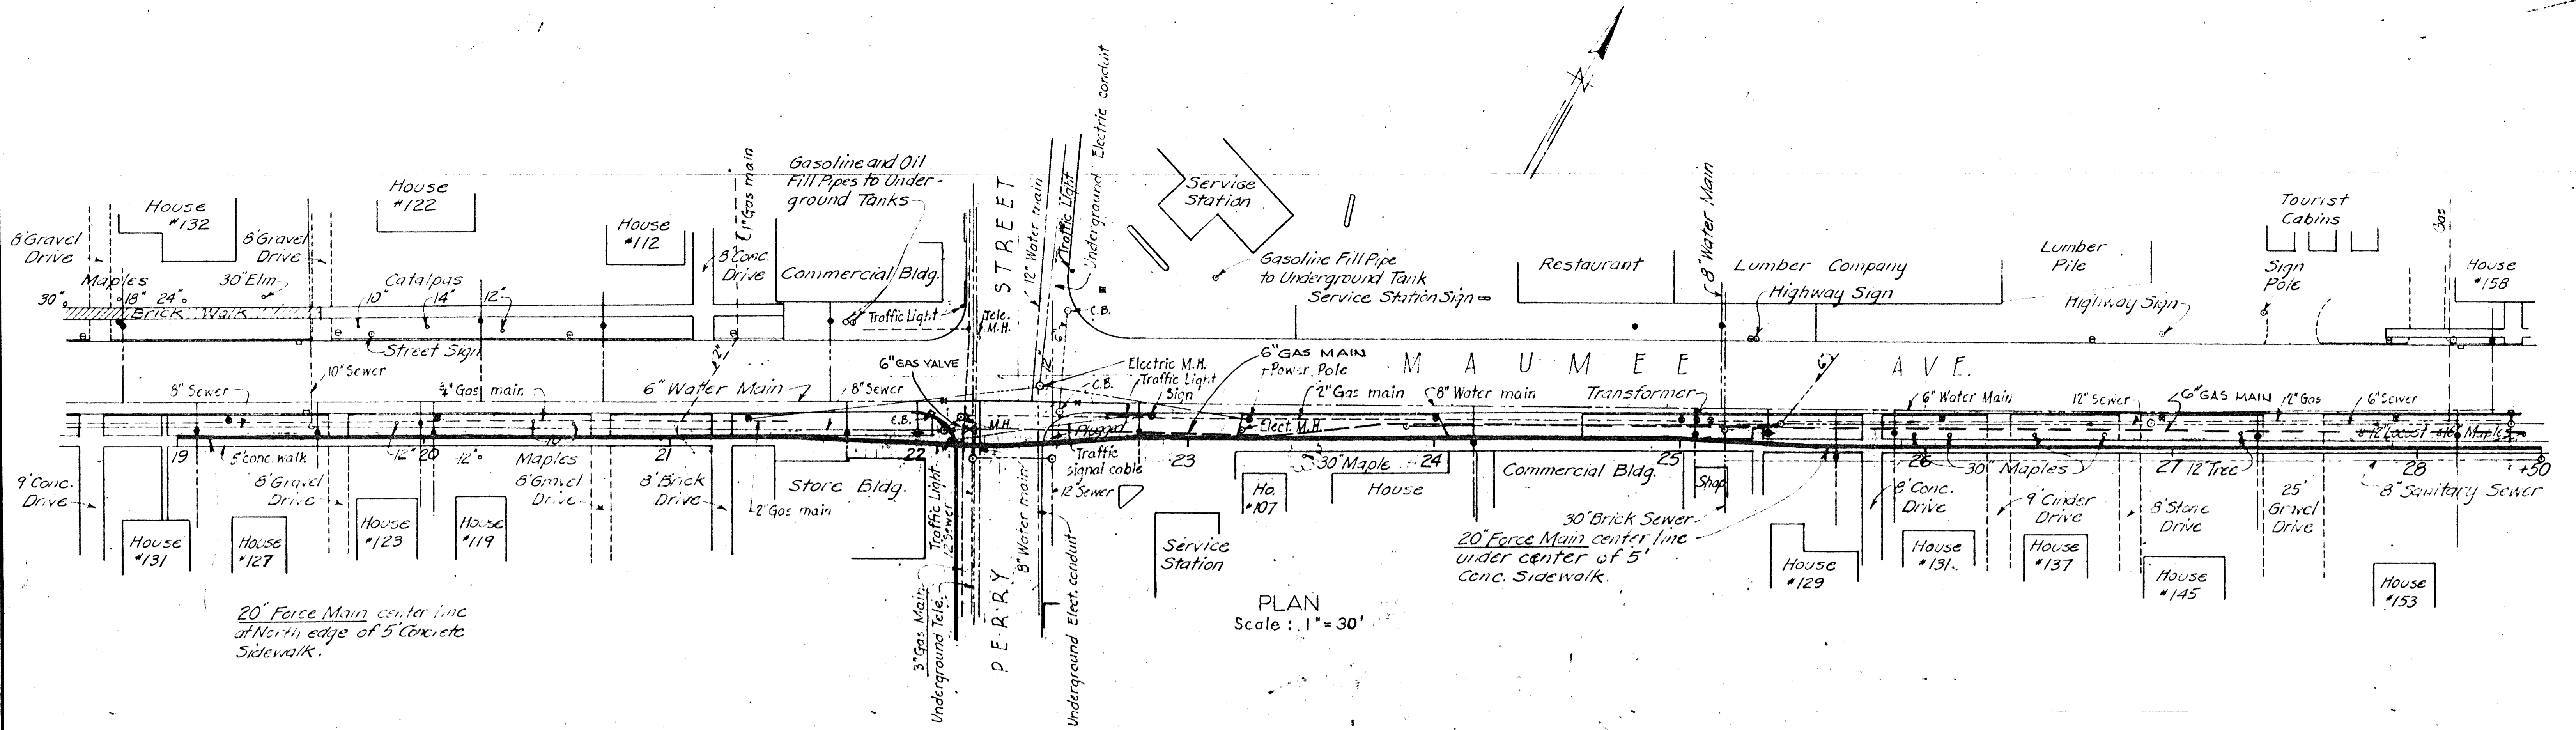 House
#132
8'Gravel
Drive
8'Gravel
Drive
Maples
30"
18" 24"
30"Elm
Brick Walk
House
#122
Catalpas
10"
14"
12"
Street Sign
House
#112
1"Gas main
8'Conc.
Drive
Gasoline and Oil
Fill Pipes to Under-
ground Tanks
Commercial Bldg.
Traffic Light
Tele.
M.H.
STREET
12" Water main
Traffic Light
Underground Electric conduit
C.B.
Service
Station
Gasoline Fill Pipe
to Underground Tank
Service Station Sign
N
Restaurant
8" Water Main
Lumber Company
Highway Sign
Lumber
Pile
Highway Sign
Tourist
Cabins
Sign
Pole
Gas
House
#158
10"Sewer
8"Sewer
Gas main
6" Water Main
2"
8"Sewer
6"GAS VALVE
C.B.
M.H.
Electric M.H.
C.B.
Traffic Light
Sign
6"GAS MAIN
Power Pole
MAUMEE AVE.
2"Gas main
8" Water main
Transformer
6"
6"Water Main
12"Sewer
6"GAS MAIN
12"Gas
6"Sewer
Elect. M.H.
Plugged
12"Locust
16" Maples
19
5'conc. walk
12"
20
12"
Maples
10"
21
22
23
30"Maple
24
25
26
30" Maples
27
12"Tree
28
+50
9'Conc.
Drive
8'Gravel
Drive
8'Gravel
Drive
8'Brick
Drive
2"Gas main
Store Bldg.
Traffic Light
12"Sewer
8"Water main
Traffic
signal cable
12"Sewer
Ho.
#107
House
Commercial Bldg.
Shop
8'Conc.
Drive
9'Cinder
Drive
8'Stone
Drive
25'
Gravel
Drive
8"Sanitary Sewer
House
#131
House
#127
House
#123
House
#119
Service
Station
30"Brick Sewer
20"Force Main center line
under center of 5'
Conc. Sidewalk.
House
#129
House
#131
House
#137
House
#145
House
#153
20" Force Main center line
at North edge of 5'Concrete
Sidewalk.
3"Gas Main
Underground Tele.
PERRY
Underground Elect. conduit
PLAN
Scale: 1"=30'